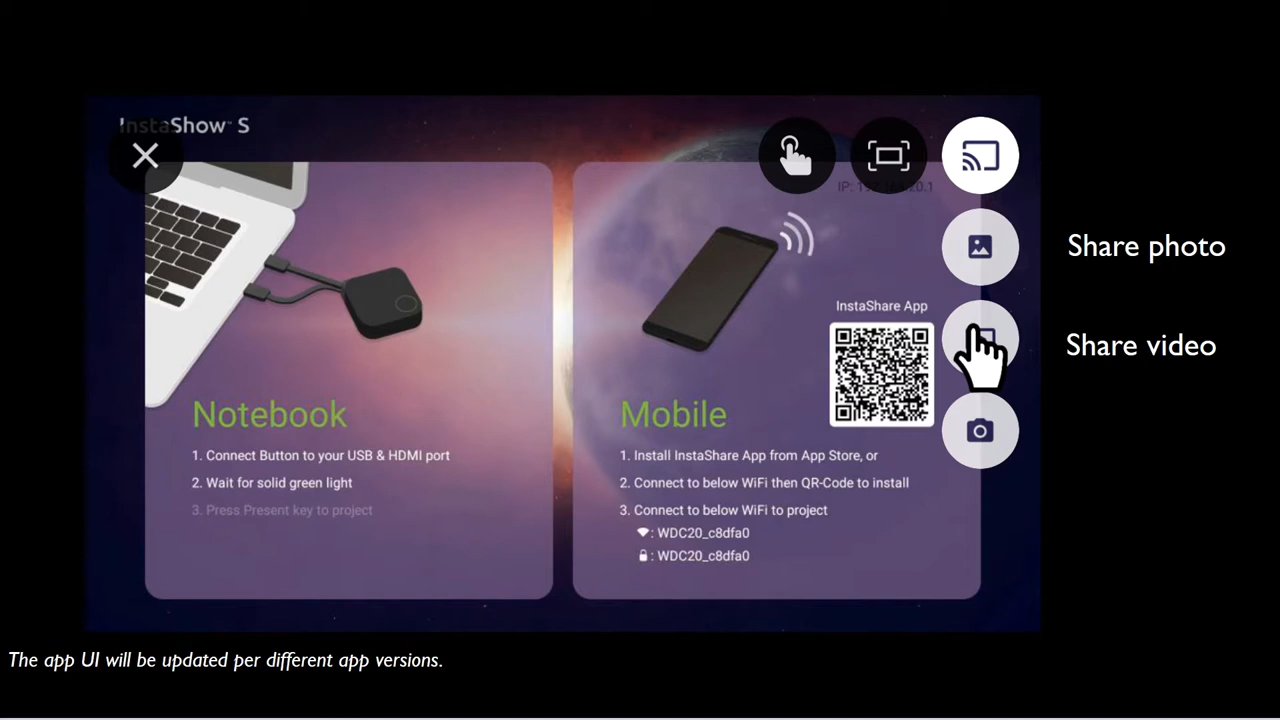 InstaShow™ S
Share photo
InstaShare App
Share video
Notebook
1. Connect Button to your USB & HDMI port
2. Wait for solid green light
3. Press Present key to project
Mobile
1. Install InstaShare App from App Store, or
2. Connect to below WiFi then QR-Code to install
3. Connect to below WiFi to project
: WDC20_c8dfa0
: WDC20_c8dfa0
The app UI will be updated per different app versions.